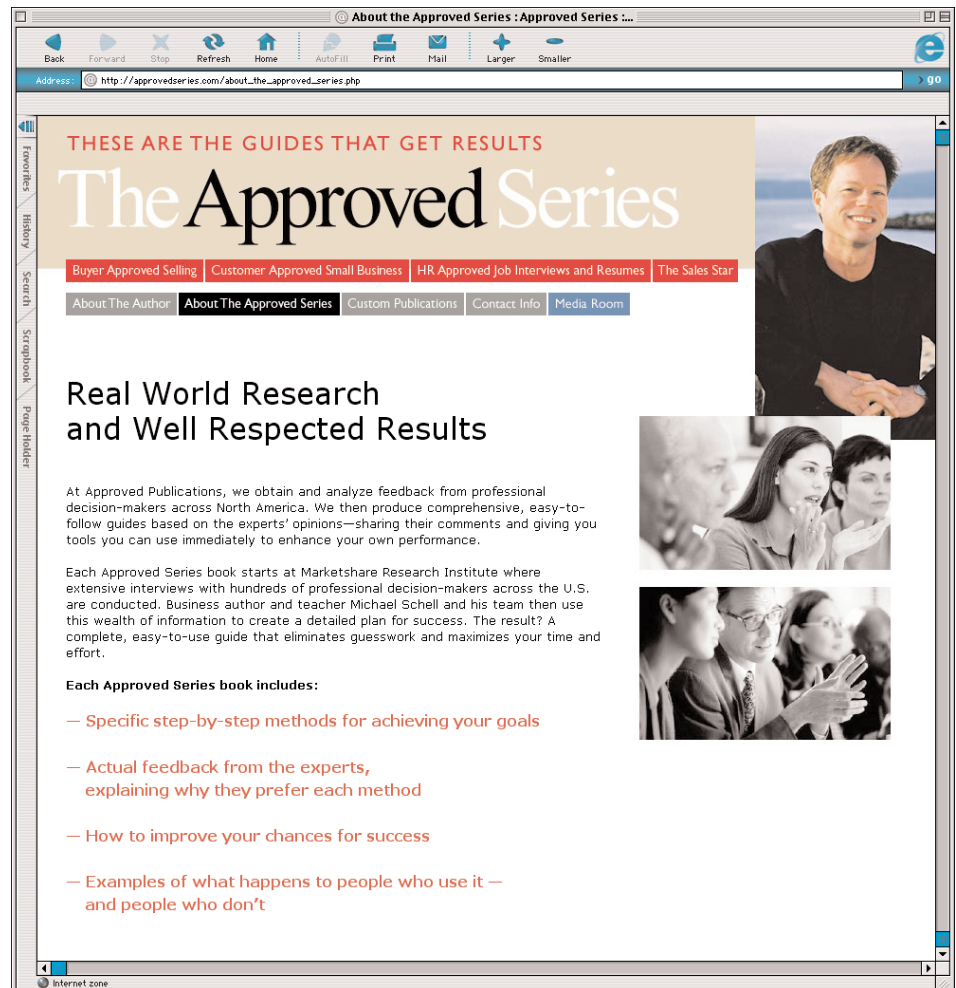 About the Approved Series : Approved Series :...
Back Forward Stop Refresh Home AutoFill Print Mail Larger Smaller
Address: http://approvedseries.com/about_the_approved_series.php › go
Favorites
History
Search
Scrapbook
Page Holder
THESE ARE THE GUIDES THAT GET RESULTS
The Approved Series
Buyer Approved Selling Customer Approved Small Business HR Approved Job Interviews and Resumes The Sales Star
About The Author About The Approved Series Custom Publications Contact Info Media Room
Real World Research
and Well Respected Results
At Approved Publications, we obtain and analyze feedback from professional
decision-makers across North America. We then produce comprehensive, easy-to-
follow guides based on the experts’ opinions—sharing their comments and giving you
tools you can use immediately to enhance your own performance.
Each Approved Series book starts at Marketshare Research Institute where
extensive interviews with hundreds of professional decision-makers across the U.S.
are conducted. Business author and teacher Michael Schell and his team then use
this wealth of information to create a detailed plan for success. The result? A
complete, easy-to-use guide that eliminates guesswork and maximizes your time and
effort.
Each Approved Series book includes:
— Specific step-by-step methods for achieving your goals
— Actual feedback from the experts,
explaining why they prefer each method
— How to improve your chances for success
— Examples of what happens to people who use it —
and people who don’t
Internet zone